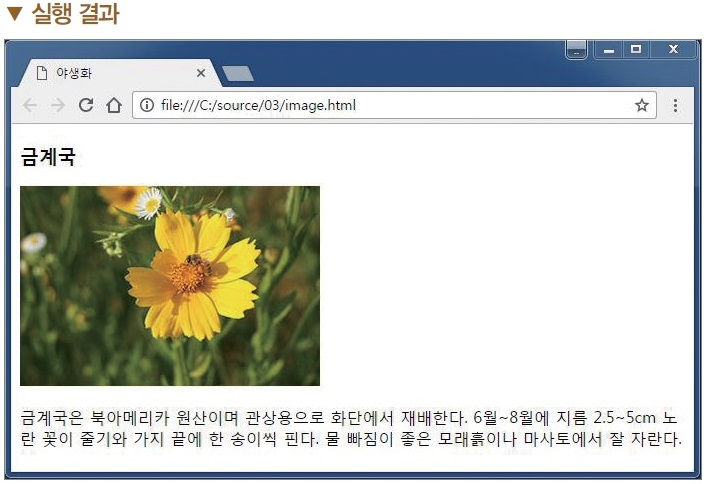 ▼ 실행 결과
야생화
file:///C:/source/03/image.html
금계국
금계국은 북아메리카 원산이며 관상용으로 화단에서 재배한다. 6월~8월에 지름 2.5~5cm 노
란 꽃이 줄기와 가지 끝에 한 송이씩 핀다. 물 빠짐이 좋은 모래흙이나 마사토에서 잘 자란다.